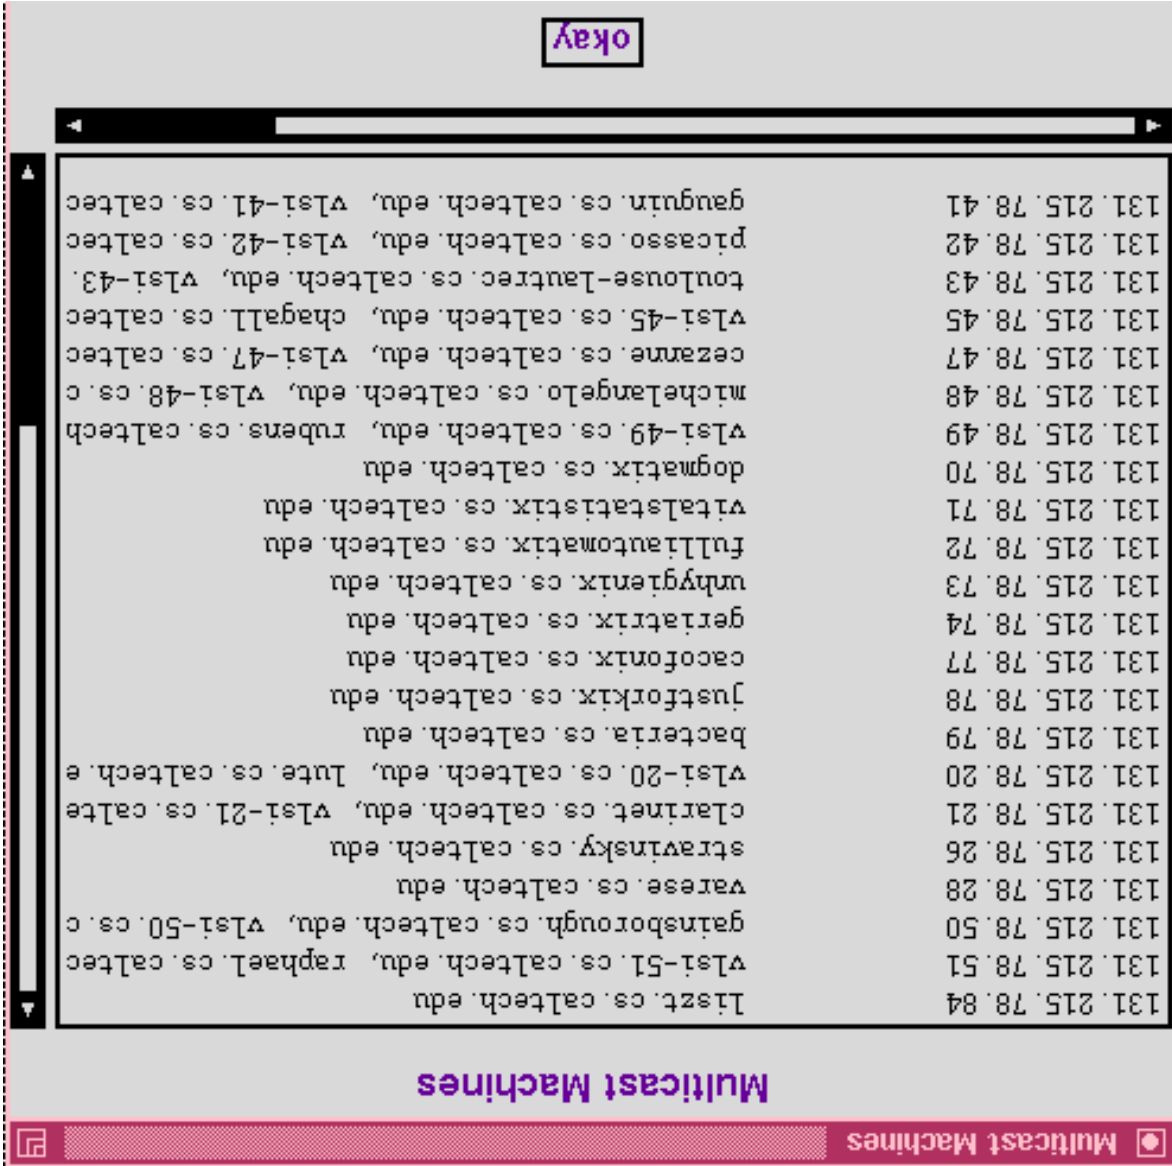 Multicast Machines
Multicast Machines
131.215.78.84 liszt.cs.caltech.edu
131.215.78.51 vlsi-51.cs.caltech.edu, raphael.cs.caltec
131.215.78.50 gainsborough.cs.caltech.edu, vlsi-50.cs.c
131.215.78.28 varese.cs.caltech.edu
131.215.78.26 stravinsky.cs.caltech.edu
131.215.78.21 clarinet.cs.caltech.edu, vlsi-21.cs.calte
131.215.78.20 vlsi-20.cs.caltech.edu, lute.cs.caltech.e
131.215.78.79 bacteria.cs.caltech.edu
131.215.78.78 justforkix.cs.caltech.edu
131.215.78.77 cacofonix.cs.caltech.edu
131.215.78.74 geriatrix.cs.caltech.edu
131.215.78.73 unhygienix.cs.caltech.edu
131.215.78.72 fulliautomatix.cs.caltech.edu
131.215.78.71 vitalstatistix.cs.caltech.edu
131.215.78.70 dogmatix.cs.caltech.edu
131.215.78.49 vlsi-49.cs.caltech.edu, rubens.cs.caltech
131.215.78.48 michelangelo.cs.caltech.edu, vlsi-48.cs.c
131.215.78.47 cezanne.cs.caltech.edu, vlsi-47.cs.caltec
131.215.78.45 vlsi-45.cs.caltech.edu, chagall.cs.caltec
131.215.78.43 toulouse-lautrec.cs.caltech.edu, vlsi-43.
131.215.78.42 picasso.cs.caltech.edu, vlsi-42.cs.caltec
131.215.78.41 gauguin.cs.caltech.edu, vlsi-41.cs.caltec
okay